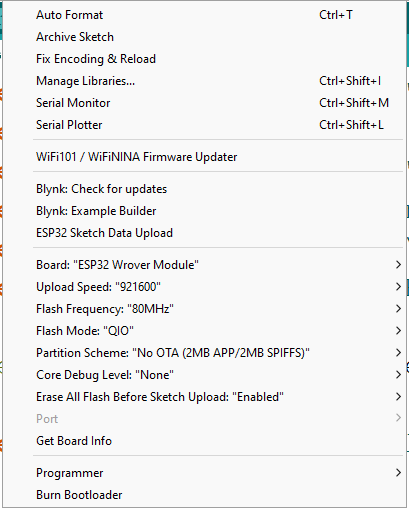 Auto Format Ctrl+T
Archive Sketch
Fix Encoding & Reload
Manage Libraries... Ctrl+Shift+I
Serial Monitor Ctrl+Shift+M
Serial Plotter Ctrl+Shift+L
WiFi101 / WiFiNINA Firmware Updater
Blynk: Check for updates
Blynk: Example Builder
ESP32 Sketch Data Upload
Board: "ESP32 Wrover Module"
Upload Speed: "921600"
Flash Frequency: "80MHz"
Flash Mode: "QIO"
Partition Scheme: "No OTA (2MB APP/2MB SPIFFS)"
Core Debug Level: "None"
Erase All Flash Before Sketch Upload: "Enabled"
Port
Get Board Info
Programmer
Burn Bootloader